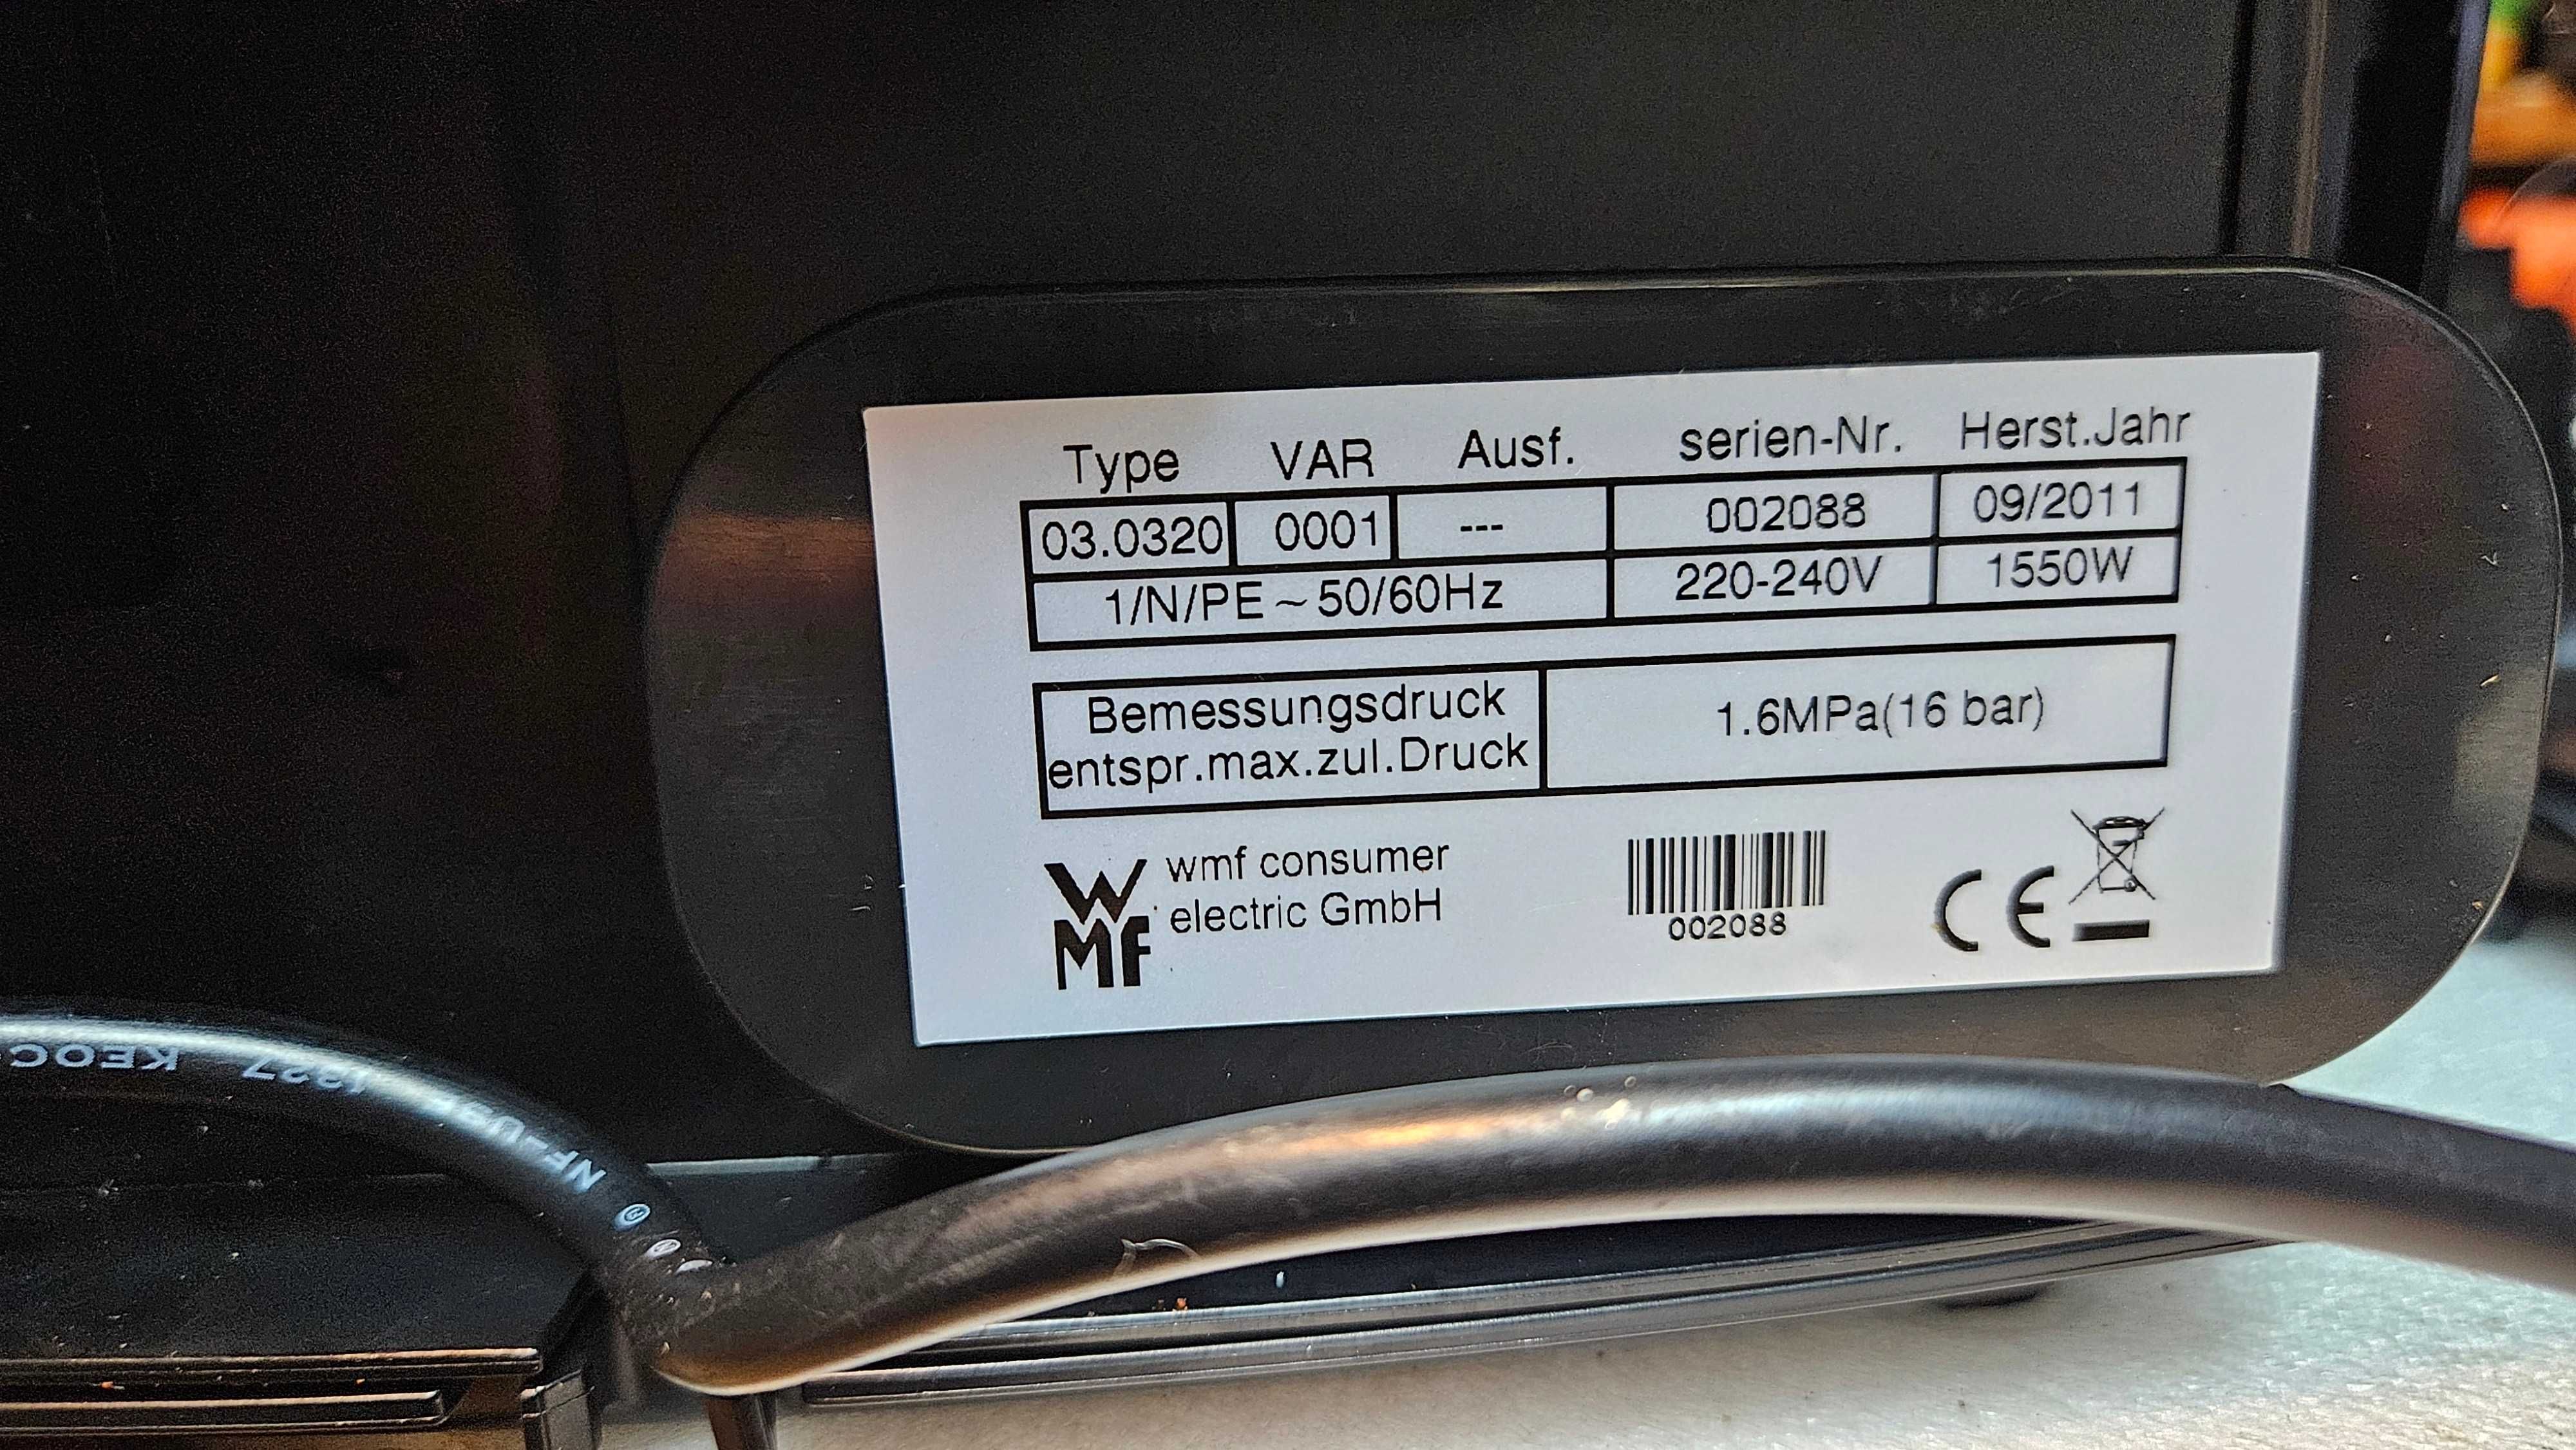 Type VAR Ausf. serien-Nr. Herst.Jahr
03.0320 0001 --- 002088 09/2011
1/N/PE ~ 50/60Hz 220-240V 1550W
Bemessungsdruck
entspr.max.zul.Druck
1.6MPa(16 bar)
WMF
wmf consumer
electric GmbH
002088
CE